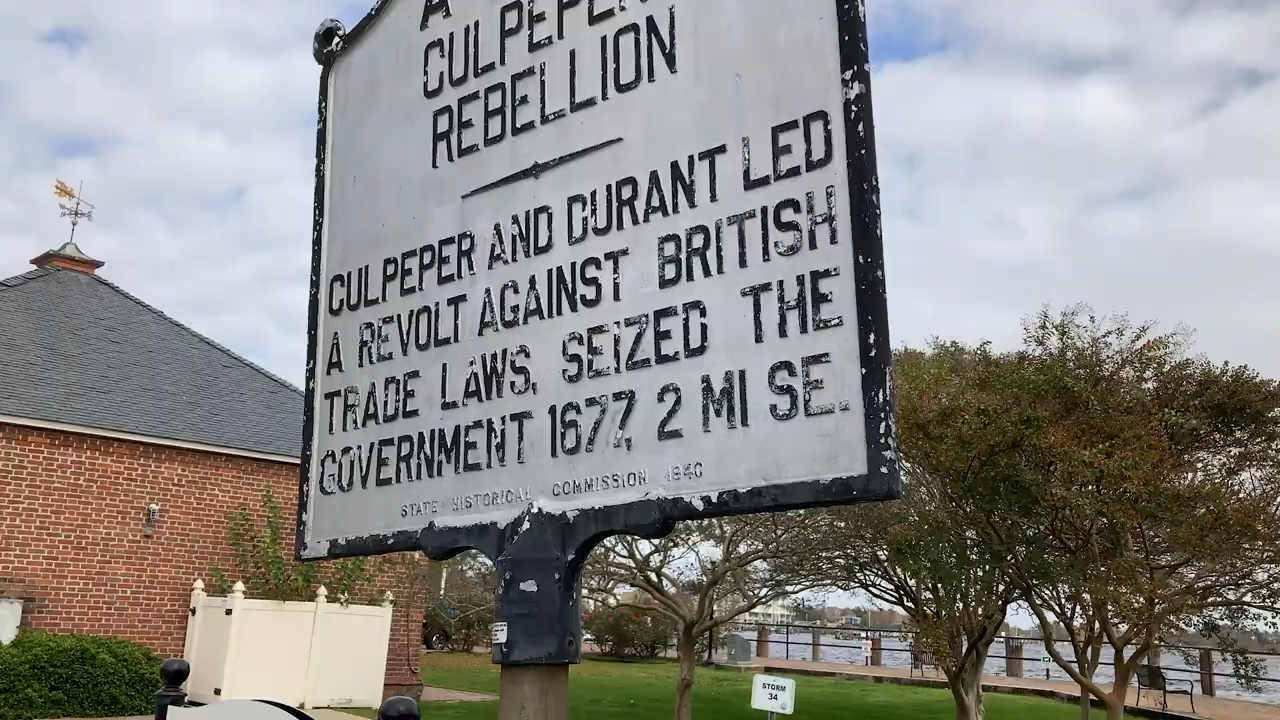 CULPEPER
REBELLION
CULPEPER AND DURANT LED
A REVOLT AGAINST BRITISH
TRADE LAWS, SEIZED THE
GOVERNMENT 1677, 2 MI SE.
STATE HISTORICAL COMMISSION 1940
STORM
34